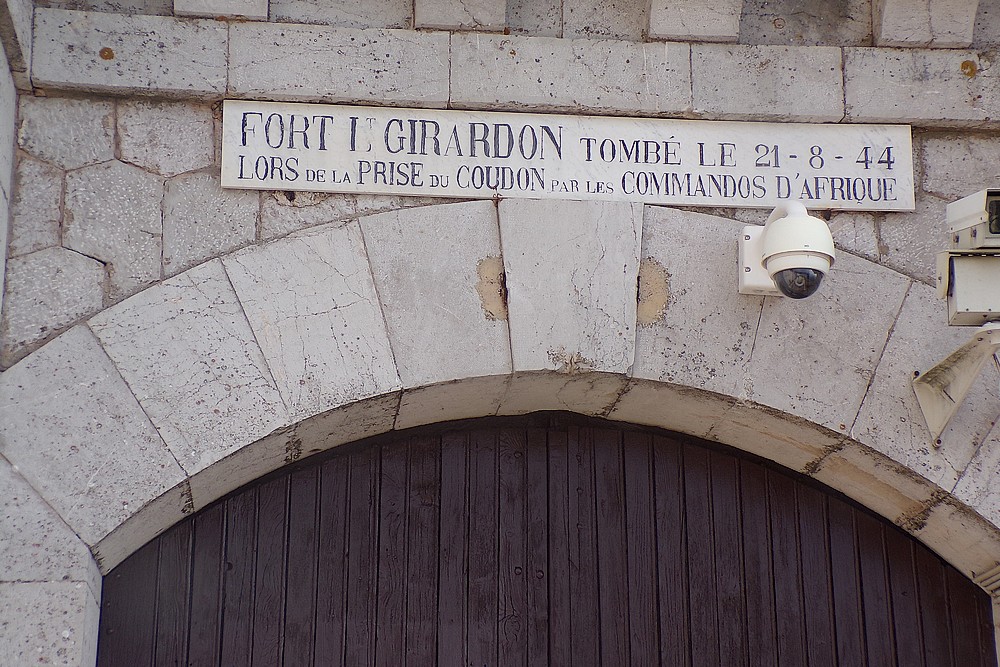 FORT LT GIRARDON TOMBÉ LE 21-8-44
LORS DE LA PRISE DU COUDON PAR LES COMMANDOS D'AFRIQUE